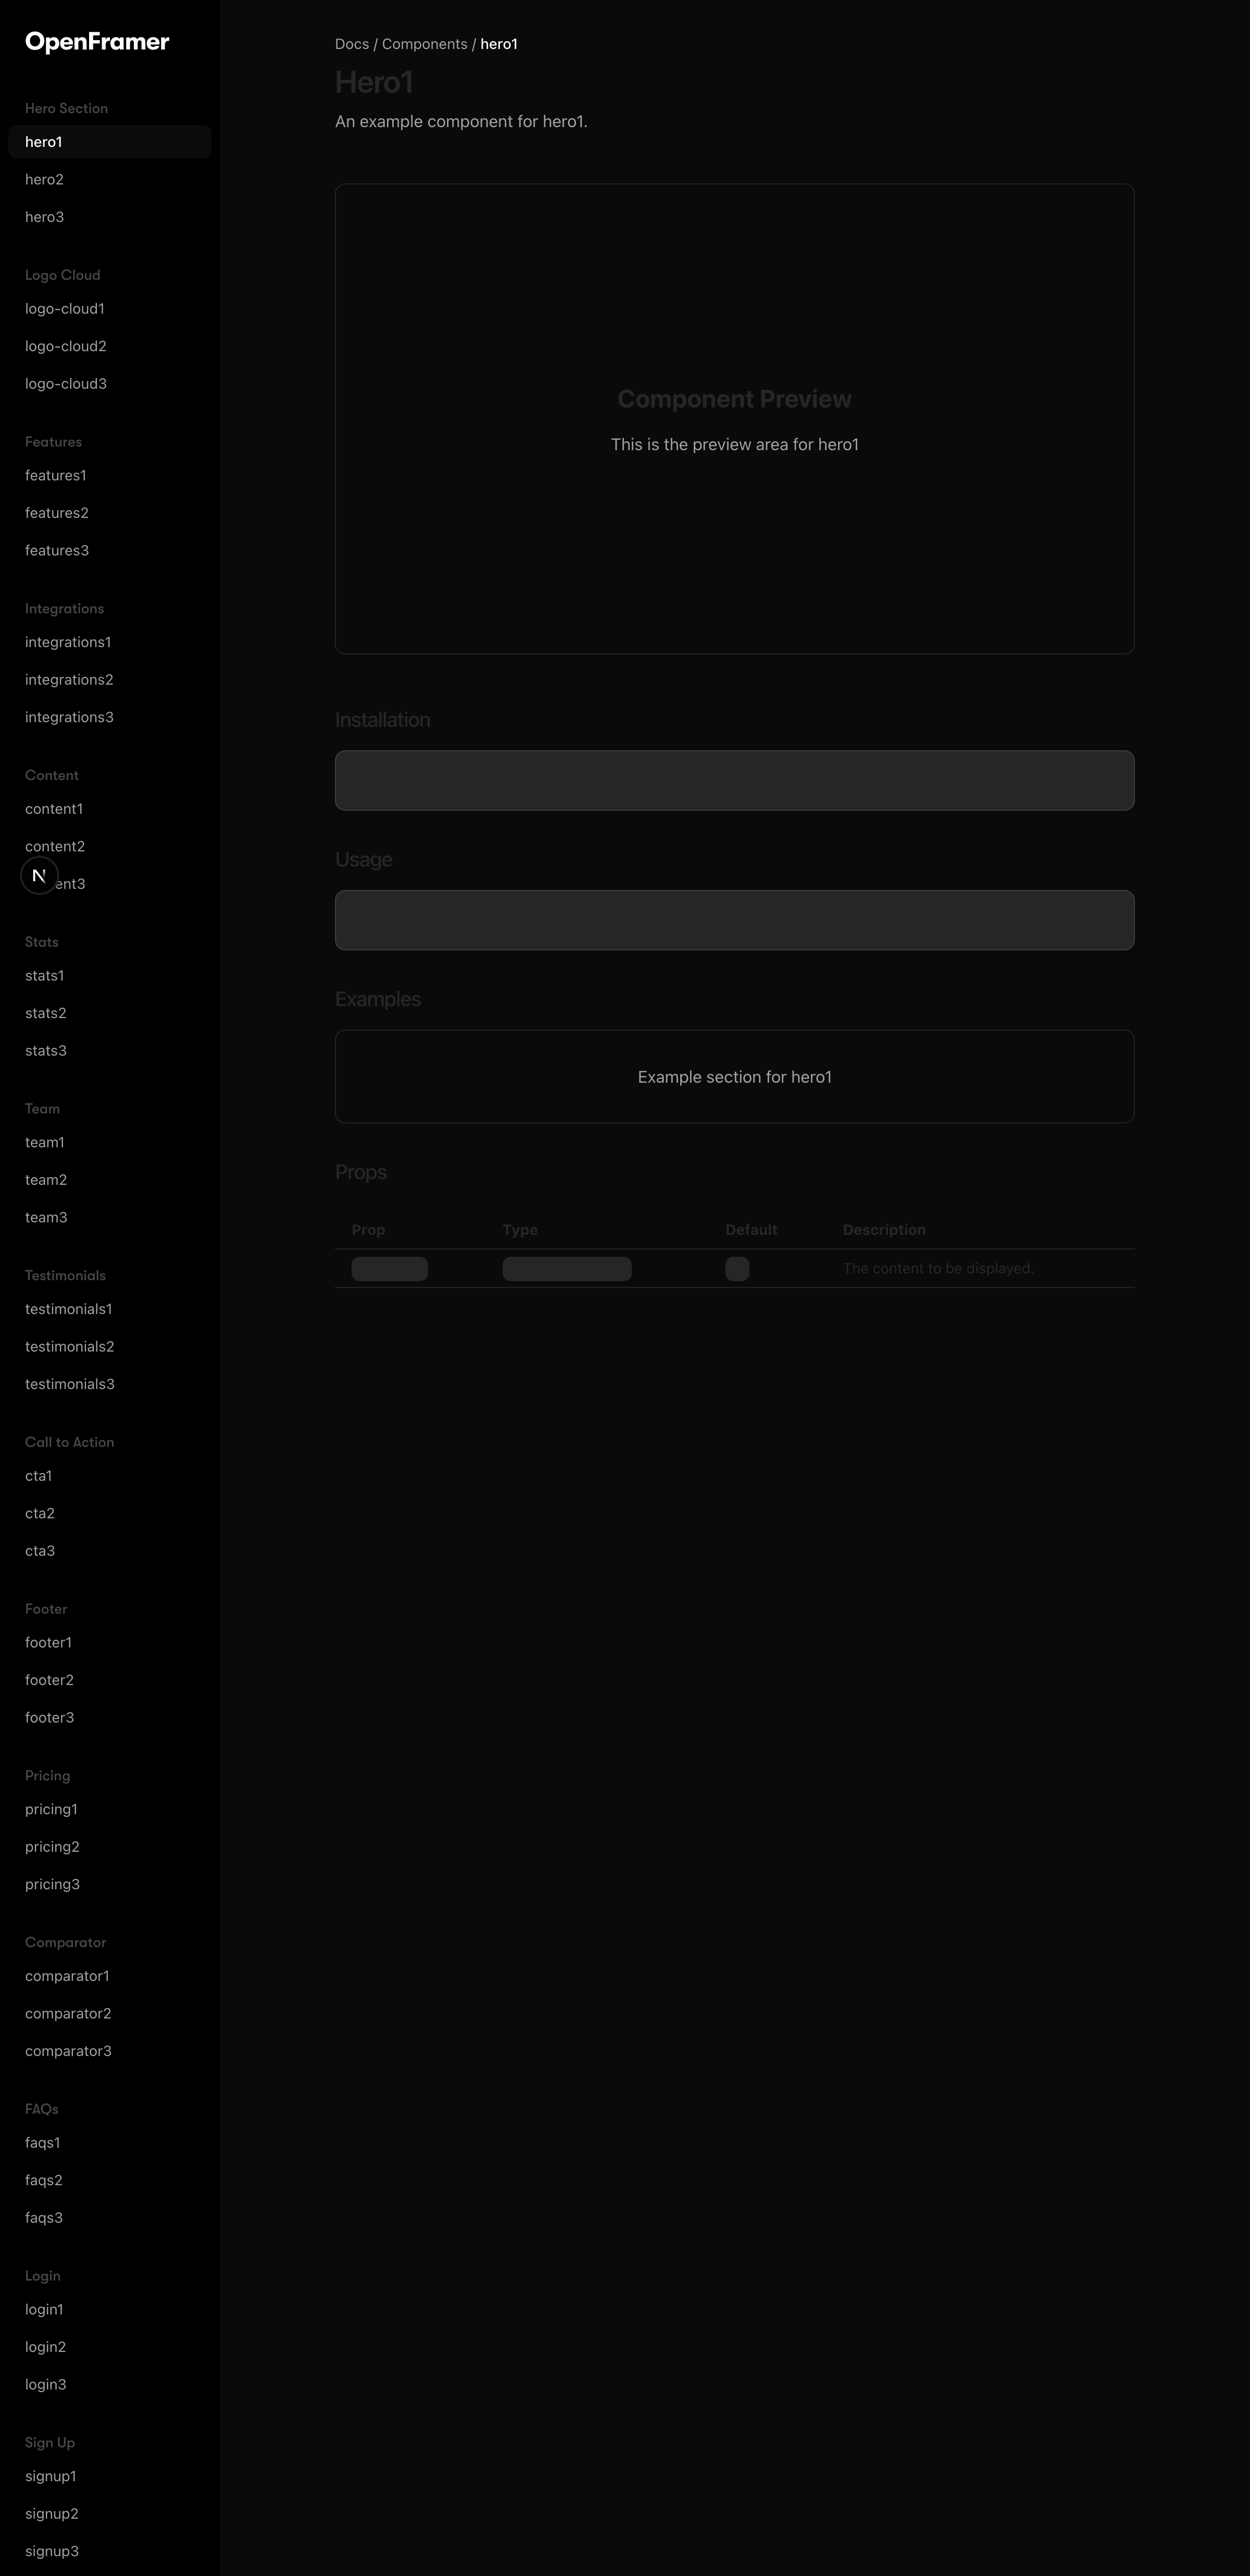 OpenFramer
Hero Section
hero1
hero2
hero3
Logo Cloud
logo-cloud1
logo-cloud2
logo-cloud3
Features
features1
features2
features3
Integrations
integrations1
integrations2
integrations3
Content
content1
content2
ent3
Stats
stats1
stats2
stats3
Team
team1
team2
team3
Testimonials
testimonials1
testimonials2
testimonials3
Call to Action
cta1
cta2
cta3
Footer
footer1
footer2
footer3
Pricing
pricing1
pricing2
pricing3
Comparator
comparator1
comparator2
comparator3
FAQs
faqs1
faqs2
faqs3
Login
login1
login2
login3
Sign Up
signup1
signup2
signup3
N
Docs / Components / hero1
Hero1
An example component for hero1.
Component Preview
This is the preview area for hero1
Installation
Usage
Examples
Example section for hero1
Props
Prop Type Default Description
The content to be displayed.